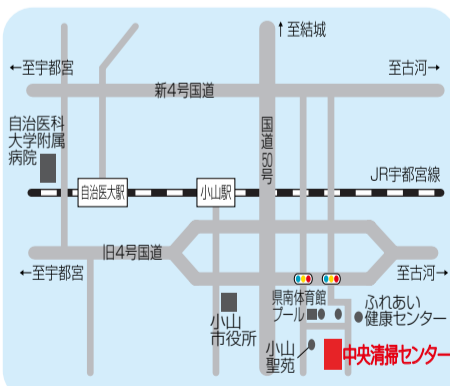 ↑至結城
←至宇都宮
至古河→
新4号国道
自治医科
大学附属
病院
国道50号
JR宇都宮線
自治医大駅
小山駅
旧4号国道
←至宇都宮
至古河→
県南体育館
プール
ふれあい
健康センター
小山
市役所
小山
聖苑
中央清掃センター